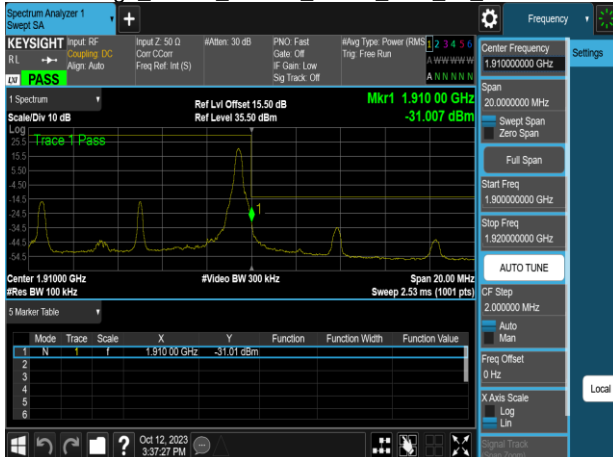 Spectrum Analyzer 1
Swept SA
+
Frequency
KEYSIGHT Input: RF
RL Coupling: DC
Align: Auto
LXI PASS
Input Z: 50 Ω
Corr CCorr
Freq Ref: Int (S)
#Atten: 30 dB
PNO: Fast
Gate: Off
IF Gain: Low
Sig Track: Off
#Avg Type: Power (RMS
Trig: Free Run
1 2 3 4 5 6
A W W W W W
A N N N N N
1 Spectrum
Scale/Div 10 dB
Ref Lvl Offset 15.50 dB
Ref Level 35.50 dBm
Mkr1 1.910 00 GHz
-31.007 dBm
Log
Trace 1 Pass
25.5
15.5
5.50
-4.50
-14.5
-24.5
-34.5
-44.5
-54.5
1
Center 1.91000 GHz
#Res BW 100 kHz
#Video BW 300 kHz
Span 20.00 MHz
Sweep 2.53 ms (1001 pts)
5 Marker Table
Mode Trace Scale X Y Function Function Width Function Value
1 N 1 f 1.910 00 GHz -31.01 dBm
2
3
4
5
6
Oct 12, 2023
3:37:27 PM
?
Center Frequency
1.910000000 GHz
Span
20.0000000 MHz
Swept Span
Zero Span
Full Span
Start Freq
1.900000000 GHz
Stop Freq
1.920000000 GHz
AUTO TUNE
CF Step
2.000000 MHz
Auto
Man
Freq Offset
0 Hz
X Axis Scale
Log
Lin
Signal Track
(Span Zoom)
Settings
Local